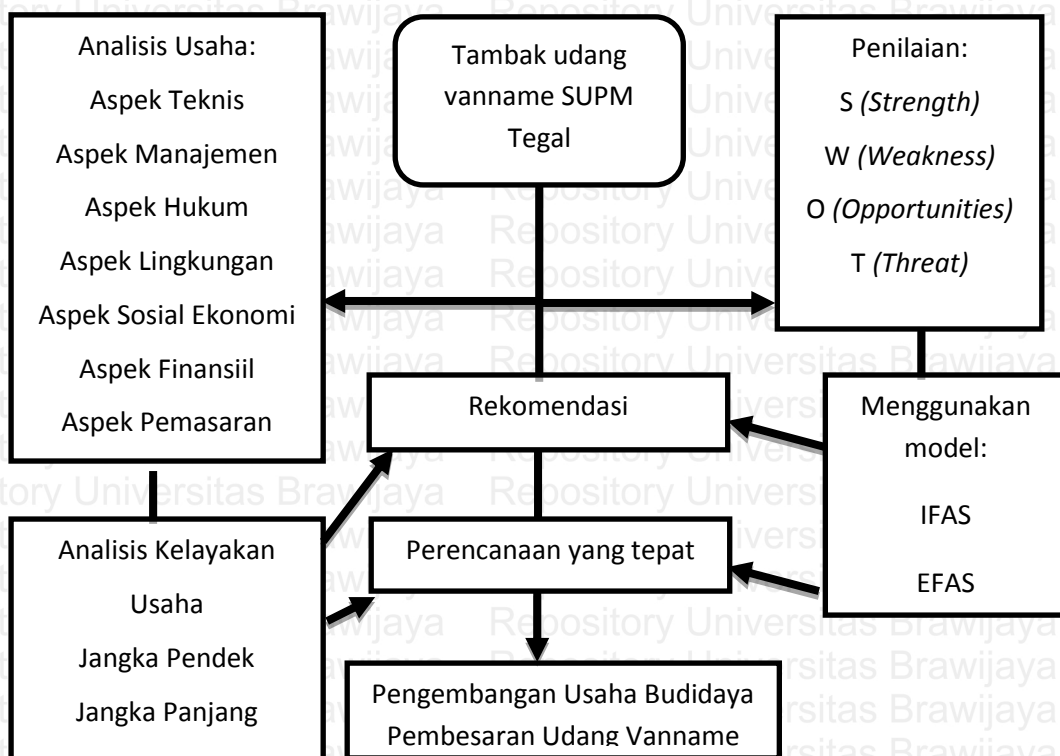 Analisis Usaha:
Aspek Teknis
Aspek Manajemen
Aspek Hukum
Aspek Lingkungan
Aspek Sosial Ekonomi
Aspek Finansiil
Aspek Pemasaran
Tambak udang
vanname SUPM
Tegal
Penilaian:
S (Strength)
W (Weakness)
O (Opportunities)
T (Threat)
Rekomendasi
Menggunakan
model:
IFAS
EFAS
Analisis Kelayakan
Usaha
Jangka Pendek
Jangka Panjang
Perencanaan yang tepat
Pengembangan Usaha Budidaya
Pembesaran Udang Vanname